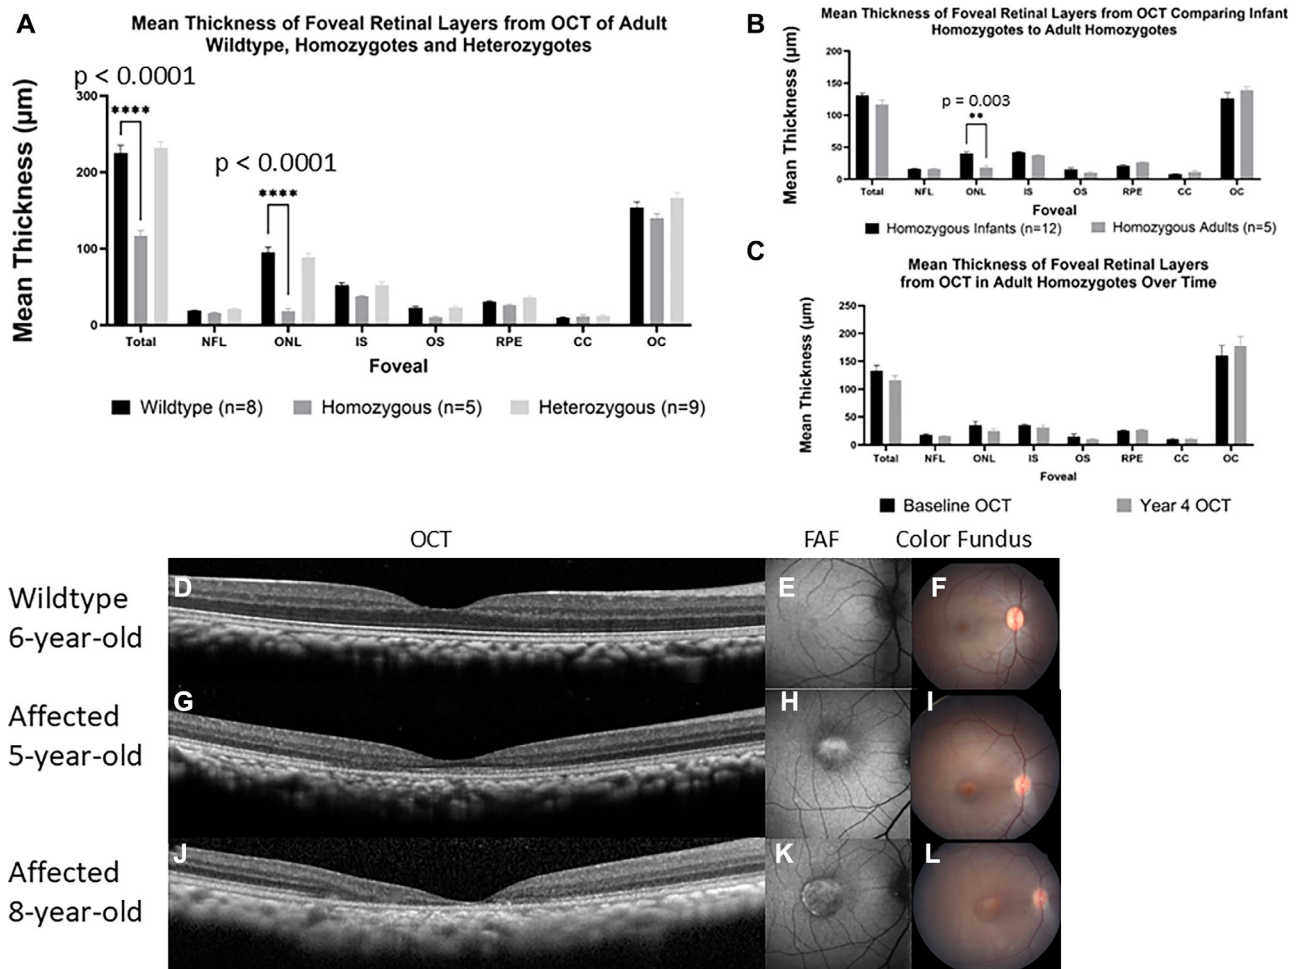 A
Mean Thickness of Foveal Retinal Layers from OCT of Adult
Wildtype, Homozygotes and Heterozygotes
p < 0.0001
****
p < 0.0001
****
Mean Thickness (µm)
300
200
100
0
Total NFL ONL IS OS RPE CC OC
Foveal
Wildtype (n=8) Homozygous (n=5) Heterozygous (n=9)
B
Mean Thickness of Foveal Retinal Layers from OCT Comparing Infant
Homozygotes to Adult Homozygotes
p = 0.003
**
Mean Thickness (µm)
200
150
100
50
0
Total NFL ONL IS OS RPE CC OC
Foveal
Homozygous Infants (n=12) Homozygous Adults (n=5)
C
Mean Thickness of Foveal Retinal Layers
from OCT in Adult Homozygotes Over Time
Mean Thickness (µm)
250
200
150
100
50
0
Total NFL ONL IS OS RPE CC OC
Foveal
Baseline OCT Year 4 OCT
OCT FAF Color Fundus
Wildtype
6-year-old
D E F
Affected
5-year-old
G H I
Affected
8-year-old
J K L